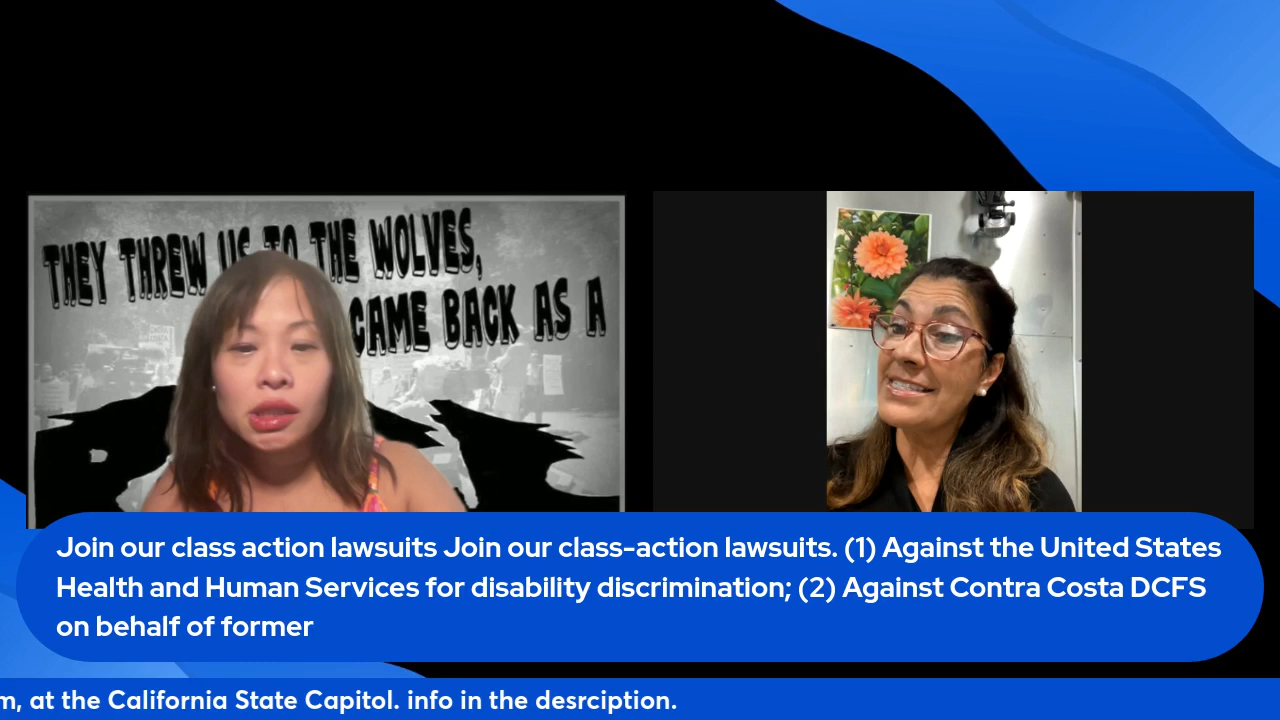 THEY THREW US TO THE WOLVES,
CAME BACK AS A
Join our class action lawsuits Join our class-action lawsuits. (1) Against the United States
Health and Human Services for disability discrimination; (2) Against Contra Costa DCFS
on behalf of former
m, at the California State Capitol. info in the desrciption.